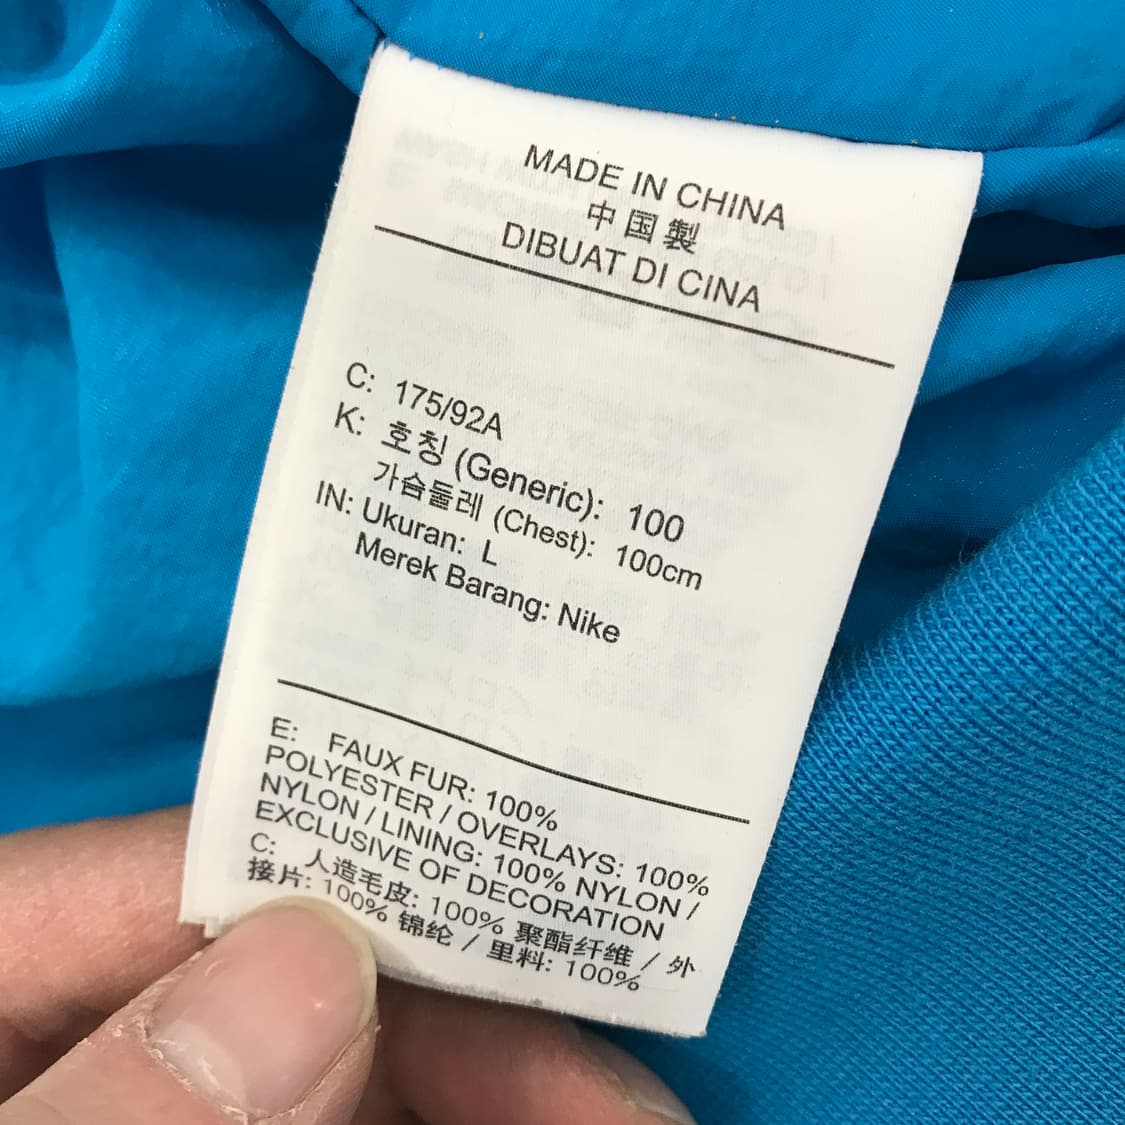 MADE IN CHINA
中国製
DIBUAT DI CINA
C: 175/92A
K: 호칭 (Generic): 100
가슴둘레 (Chest): 100cm
IN: Ukuran: L
Merek Barang: Nike
E: FAUX FUR: 100%
POLYESTER / OVERLAYS: 100%
NYLON / LINING: 100% NYLON /
EXCLUSIVE OF DECORATION
C: 人造毛皮: 100% 聚酯纤维 / 外
接片: 100% 锦纶 / 里料: 100%